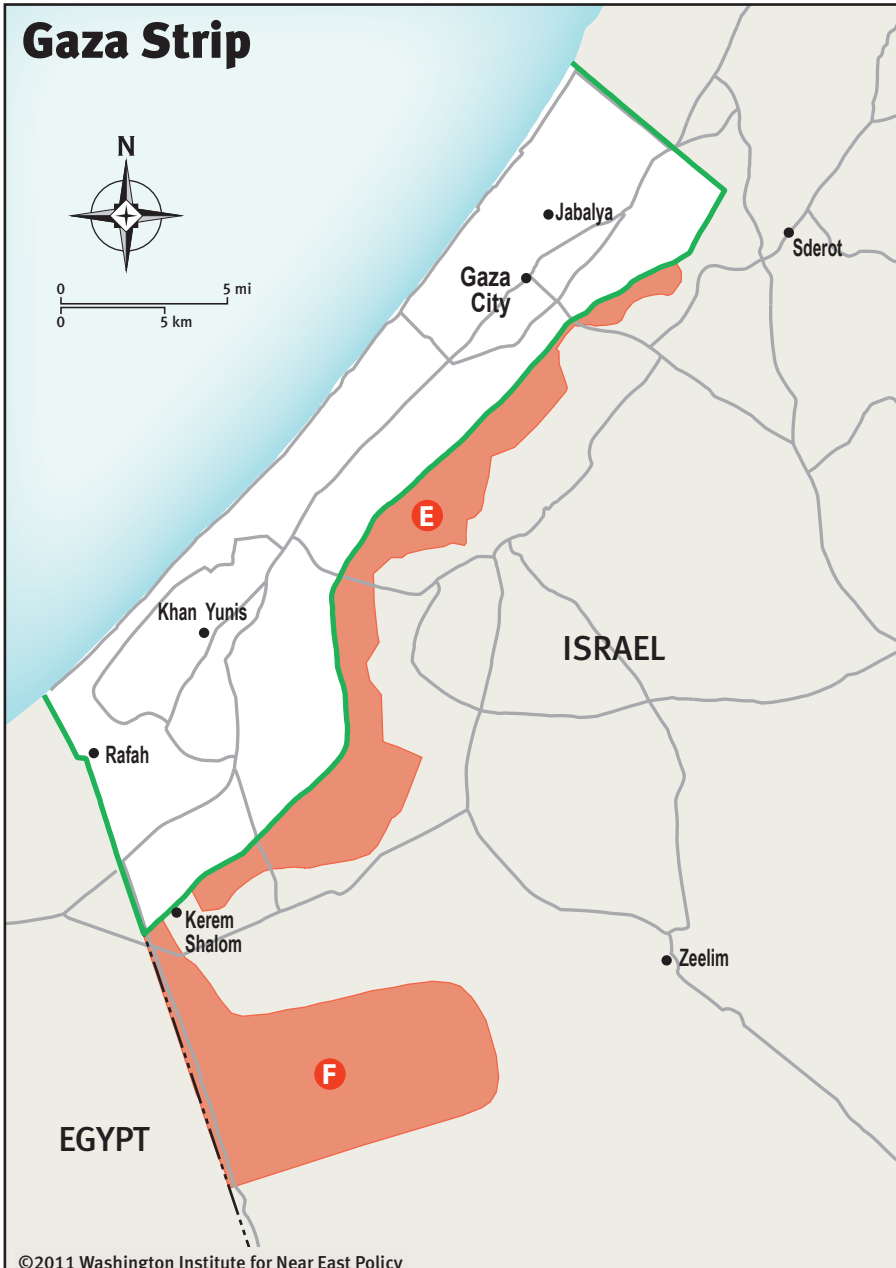 Gaza Strip
N
0 5 mi
0 5 km
Jabalya
Sderot
Gaza
City
E
Khan Yunis
ISRAEL
Rafah
Kerem
Shalom
Zeelim
F
EGYPT
©2011 Washington Institute for Near East Policy